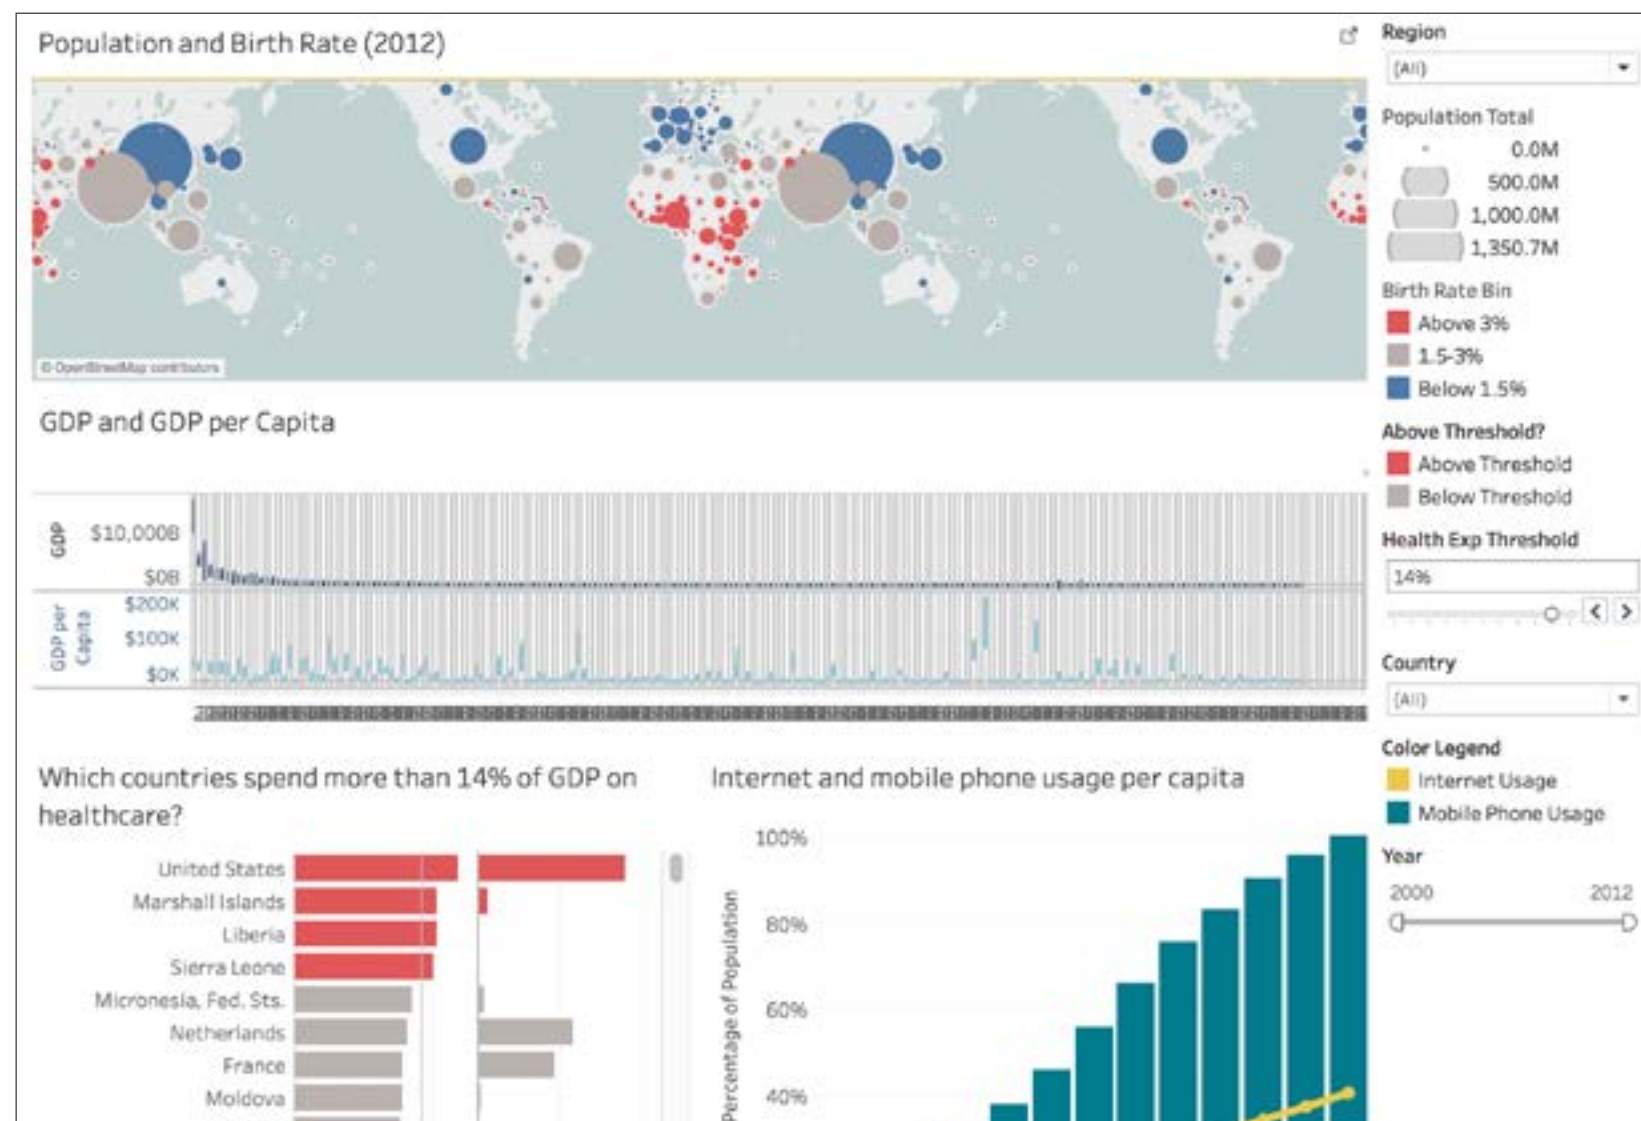 Population and Birth Rate (2012)
© OpenStreetMap contributors
GDP and GDP per Capita
GDP
$10,000B
$0B
GDP per
Capita
$200K
$100K
$0K
Which countries spend more than 14% of GDP on
healthcare?
United States
Marshall Islands
Liberia
Sierra Leone
Micronesia, Fed. Sts.
Netherlands
France
Moldova
Internet and mobile phone usage per capita
Percentage of Population
100%
80%
60%
40%
Region
(All)
Population Total
0.0M
500.0M
1,000.0M
1,350.7M
Birth Rate Bin
Above 3%
1.5-3%
Below 1.5%
Above Threshold?
Above Threshold
Below Threshold
Health Exp Threshold
14%
Country
(All)
Color Legend
Internet Usage
Mobile Phone Usage
Year
2000 2012